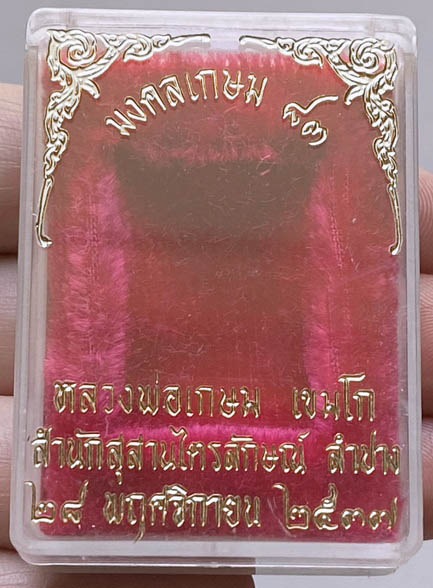 มงคลเกษม ๘๓
หลวงพ่อเกษม เขมโก
สำนักสุสานไตรลักษณ์ ลำปาง
๒๘ พฤศจิกายน ๒๕๓๗